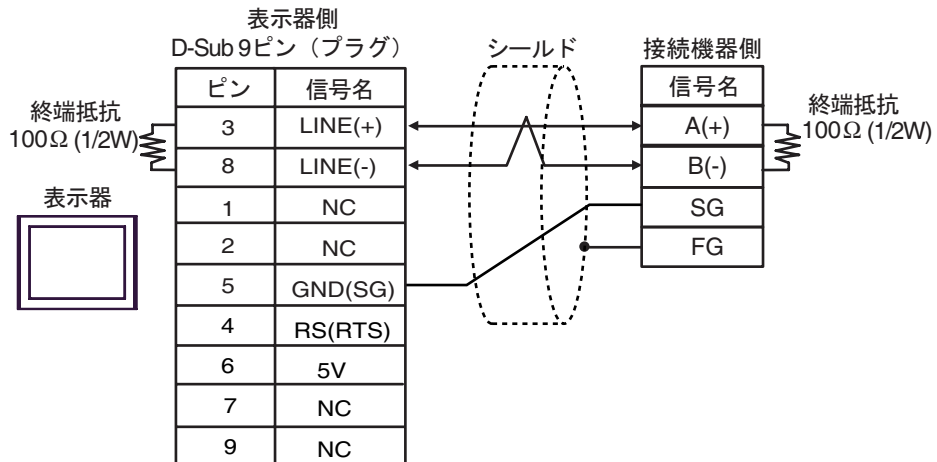 表示器側
D-Sub 9ピン（プラグ）
シールド
接続機器側
ピン 信号名
信号名
終端抵抗
100Ω (1/2W)
3 LINE(+)
A(+)
終端抵抗
100Ω (1/2W)
8 LINE(-)
B(-)
表示器
1 NC
SG
2 NC
FG
5 GND(SG)
4 RS(RTS)
6 5V
7 NC
9 NC